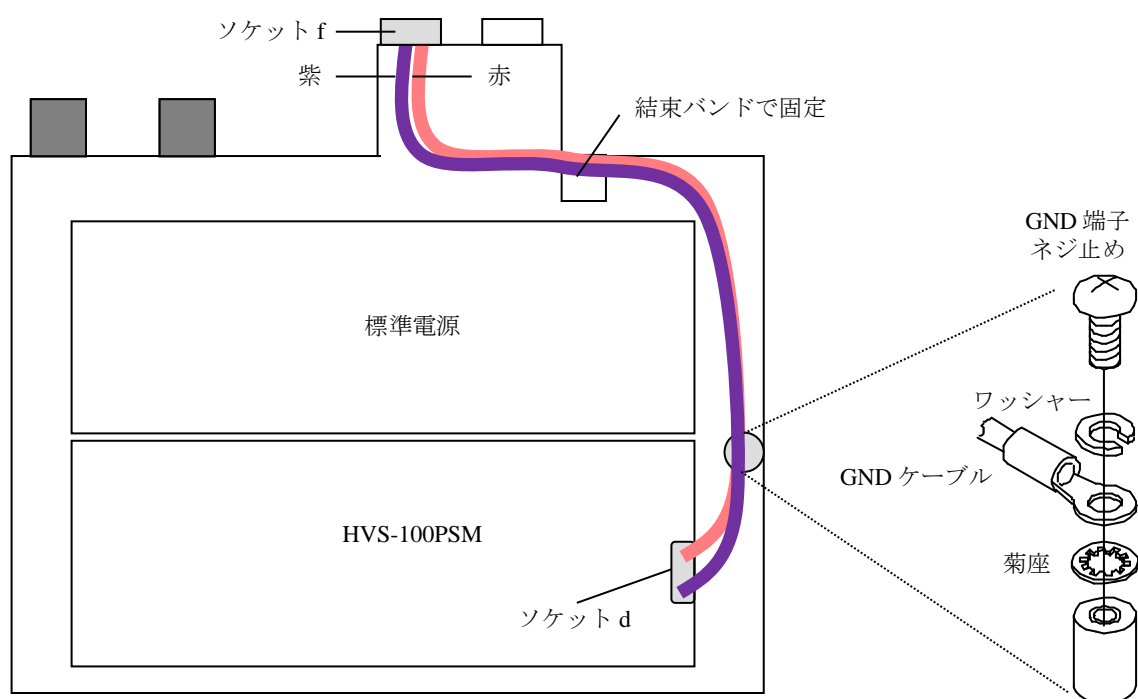 ソケット f
紫
赤
結束バンドで固定
GND 端子
ネジ止め
標準電源
ワッシャー
GND ケーブル
HVS-100PSM
菊座
ソケット d